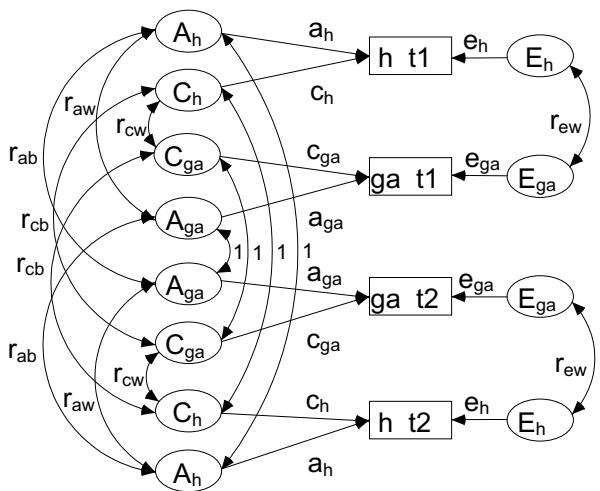 A_h a_h h t1 e_h E_h
r_aw C_h c_h
r_cw r_ew
r_ab C_ga c_ga ga t1 e_ga E_ga
r_cb A_ga a_ga
1 1 1 1
r_cb A_ga a_ga ga t2 e_ga E_ga
r_ab C_ga c_ga
r_cw r_ew
r_aw C_h c_h h t2 e_h E_h
A_h a_h